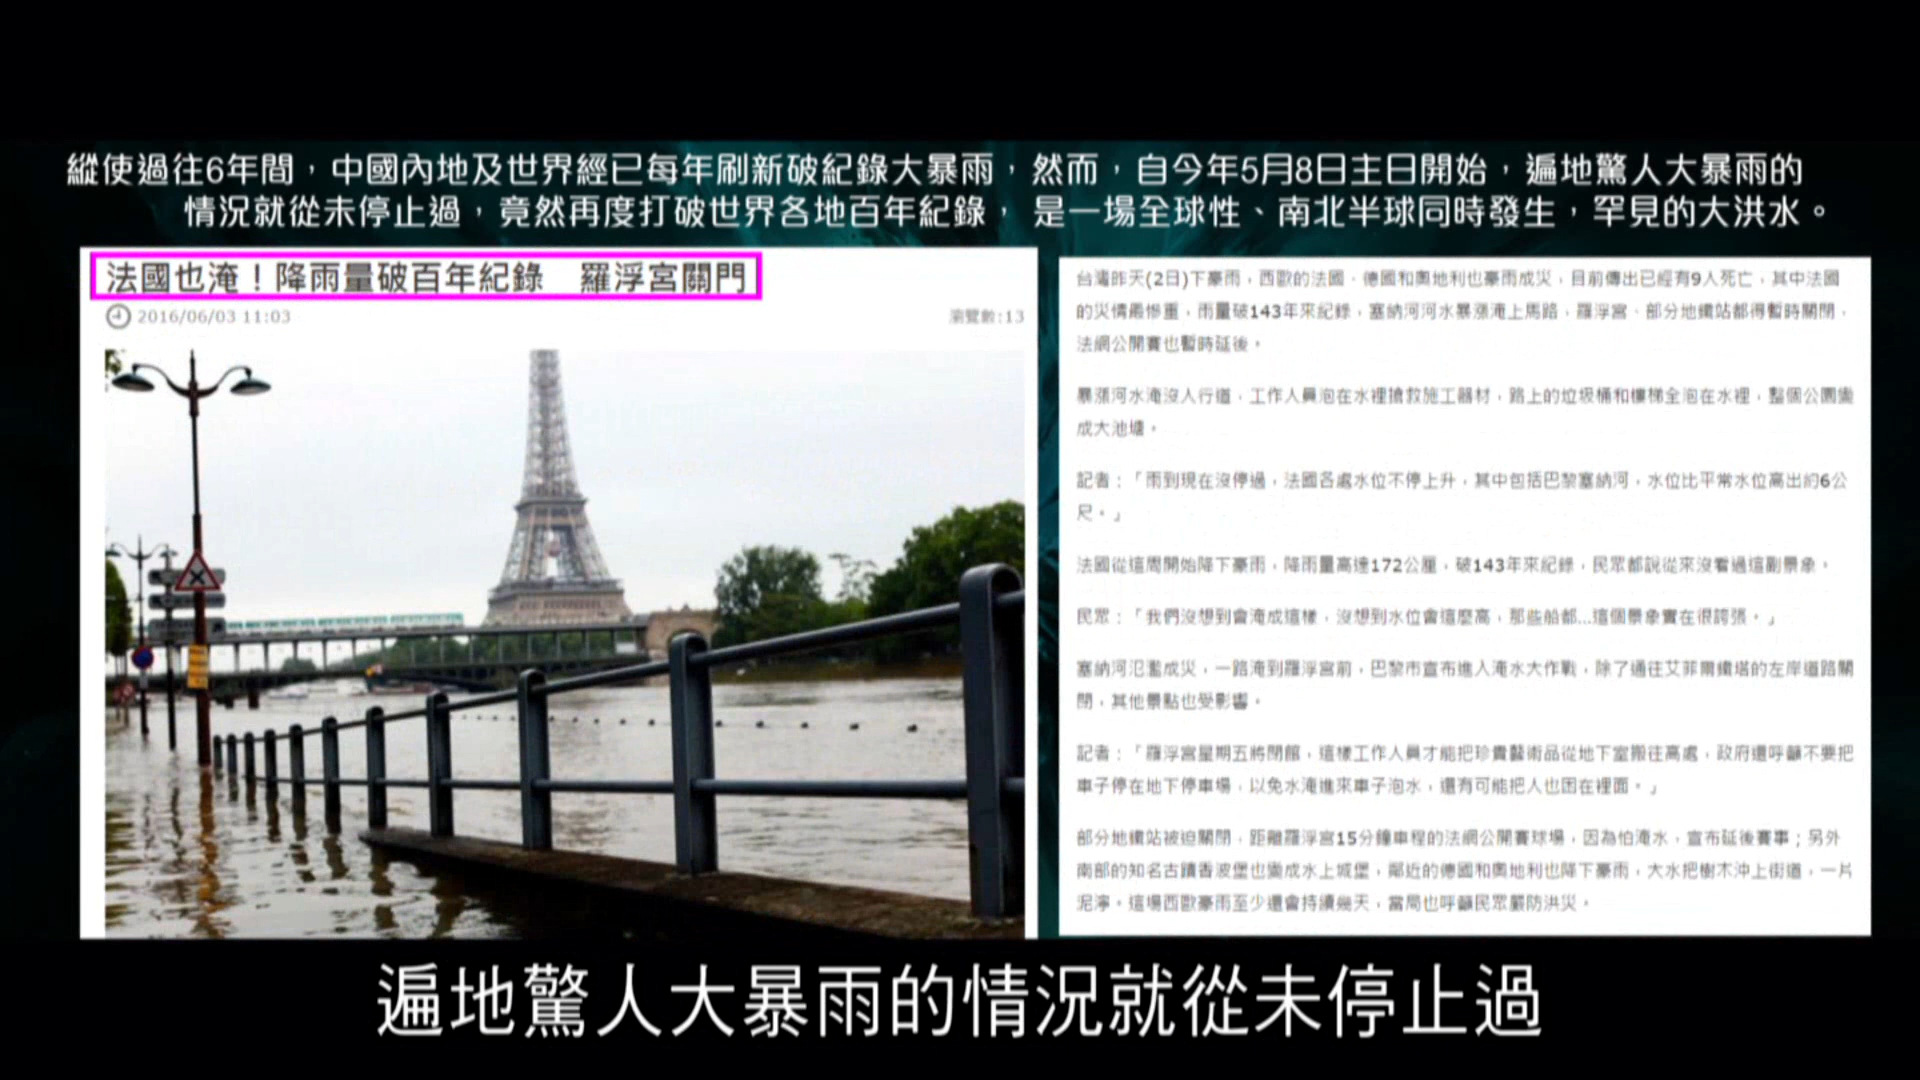 縱使過往6年間，中國內地及世界經已每年刷新破紀錄大暴雨，然而，自今年5月8日主日開始，遍地驚人大暴雨的
情況就從未停止過，竟然再度打破世界各地百年紀錄， 是一場全球性、南北半球同時發生，罕見的大洪水。
法國也淹！降雨量破百年紀錄　羅浮宮關門
2016/06/03 11:03
瀏覽數:13
台灣昨天(2日)下豪雨，西歐的法國、德國和奧地利也豪雨成災，目前傳出已經有9人死亡，其中法國
的災情最慘重，雨量破143年來紀錄，塞納河河水暴漲淹上馬路，羅浮宮、部分地鐵站都得暫時關閉，
法網公開賽也暫時延後。
暴漲河水淹沒人行道，工作人員泡在水裡搶救施工器材，路上的垃圾桶和樓梯全泡在水裡，整個公園變
成大池塘。
記者：「雨到現在沒停過，法國各處水位不停上升，其中包括巴黎塞納河，水位比平常水位高出約6公
尺。」
法國從這周開始降下豪雨，降雨量高達172公厘，破143年來紀錄，民眾都說從來沒看過這副景象。
民眾：「我們沒想到會淹成這樣，沒想到水位會這麼高，那些船都...這個景象實在很誇張。」
塞納河氾濫成災，一路淹到羅浮宮前，巴黎市宣布進入淹水大作戰，除了通往艾菲爾鐵塔的左岸道路關
閉，其他景點也受影響。
記者：「羅浮宮星期五將閉館，這樣工作人員才能把珍貴藝術品從地下室搬往高處，政府還呼籲不要把
車子停在地下停車場，以免水淹進來車子泡水，還有可能把人也困在裡面。」
部分地鐵站被迫關閉，距離羅浮宮15分鐘車程的法網公開賽球場，因為怕淹水，宣布延後賽事；另外
南部的知名古蹟香波堡也變成水上城堡，鄰近的德國和奧地利也降下豪雨，大水把樹木沖上街道，一片
泥濘。這場西歐豪雨至少還會持續幾天，當局也呼籲民眾嚴防洪災。
遍地驚人大暴雨的情況就從未停止過